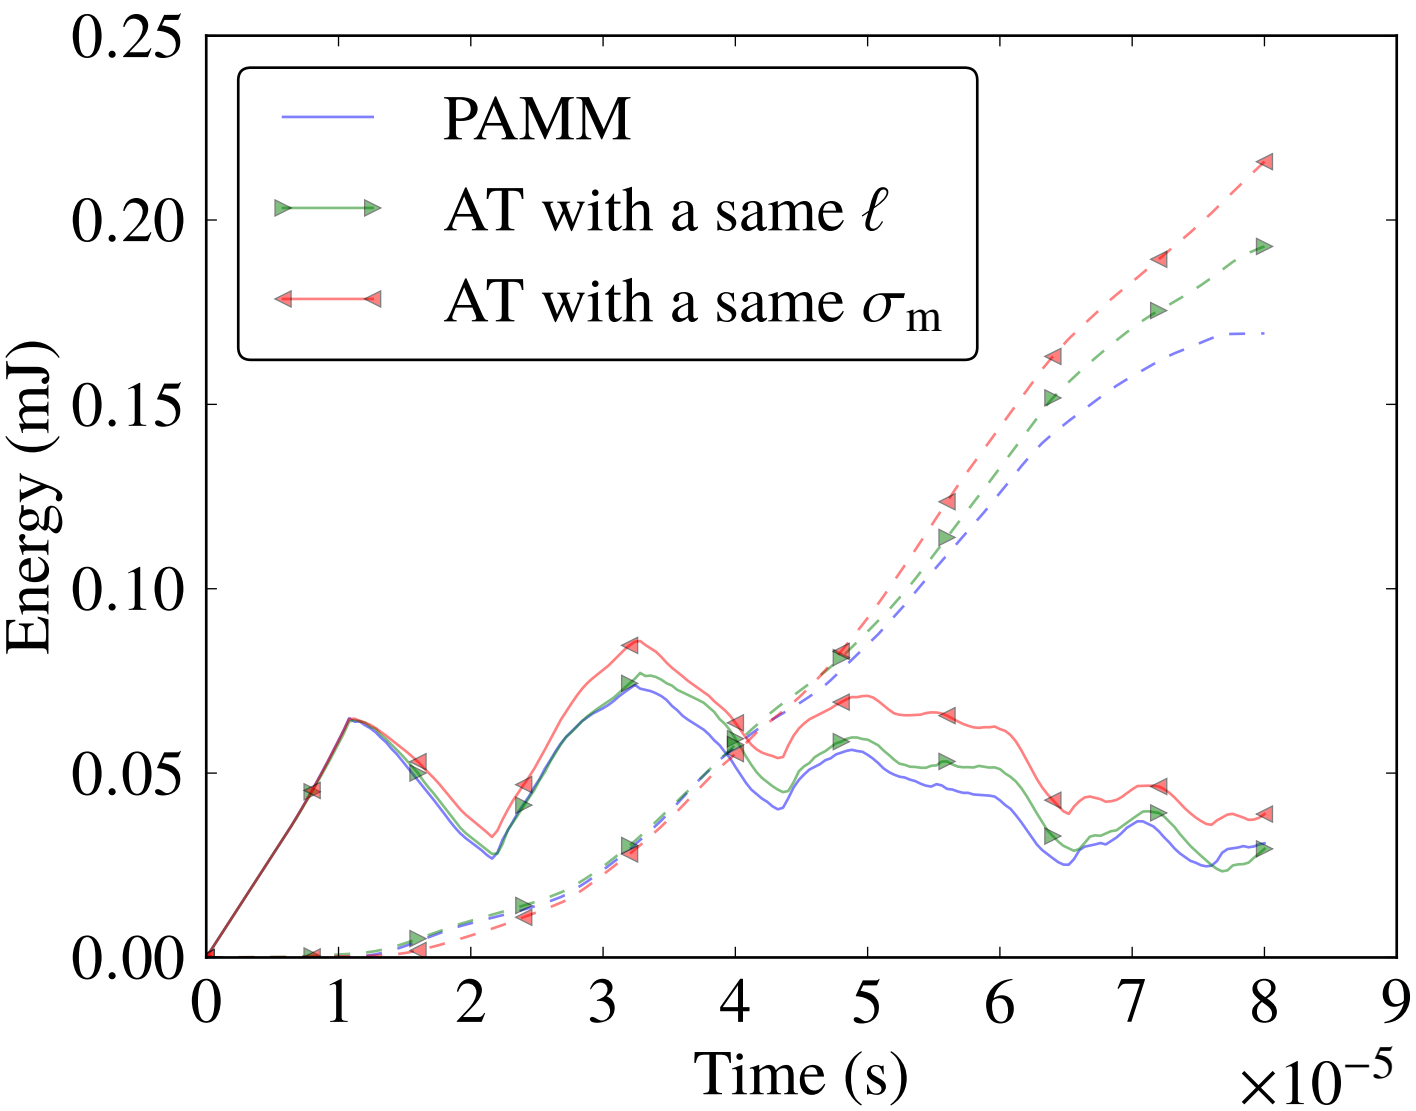 0.25
0.20
0.15
0.10
0.05
0.00
Energy (mJ)
PAMM
AT with a same ℓ
AT with a same σₘ
0 1 2 3 4 5 6 7 8 9
Time (s)
×10⁻⁵